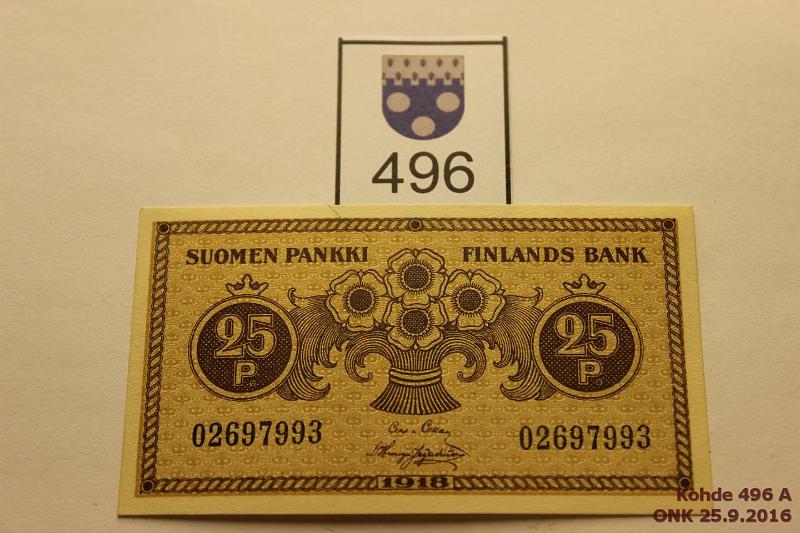 496
SUOMEN PANKKI FINLANDS BANK
25 P 25 P
02697993 02697993
1918
Kohde 496 A
ONK 25.9.2016